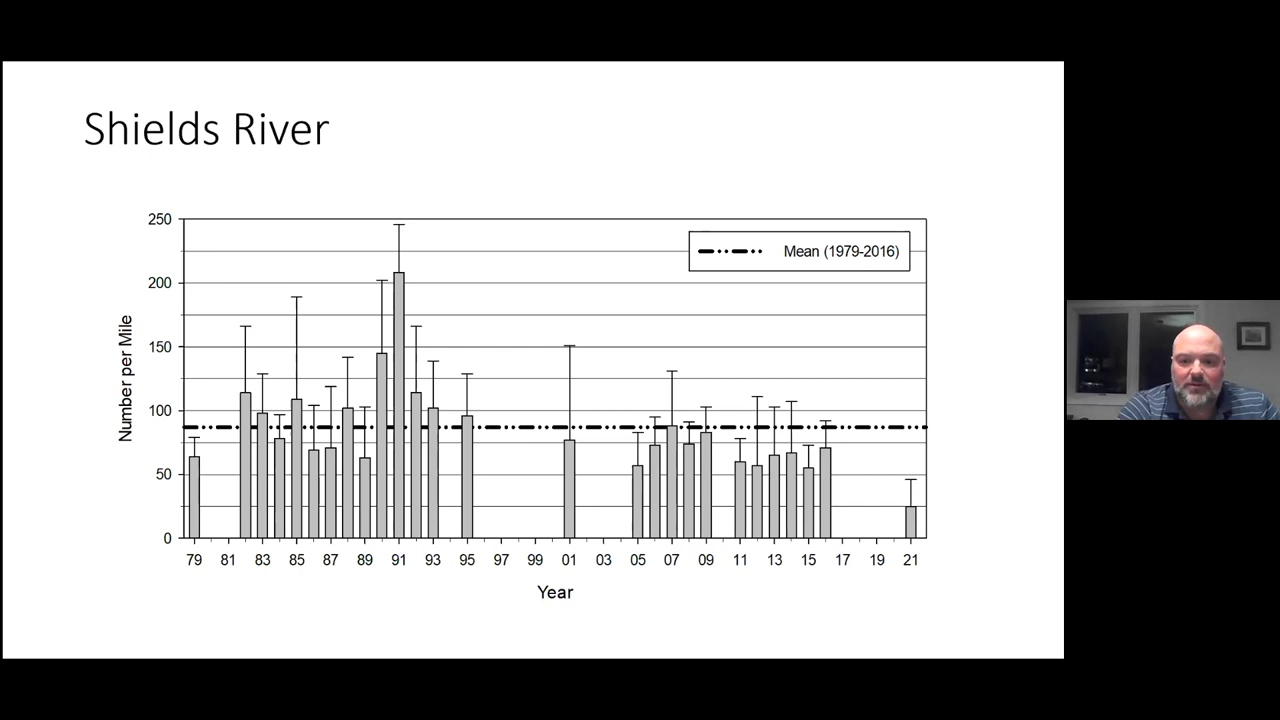 Shields River
250
200
150
100
50
0
Number per Mile
Mean (1979-2016)
79 81 83 85 87 89 91 93 95 97 99 01 03 05 07 09 11 13 15 17 19 21
Year